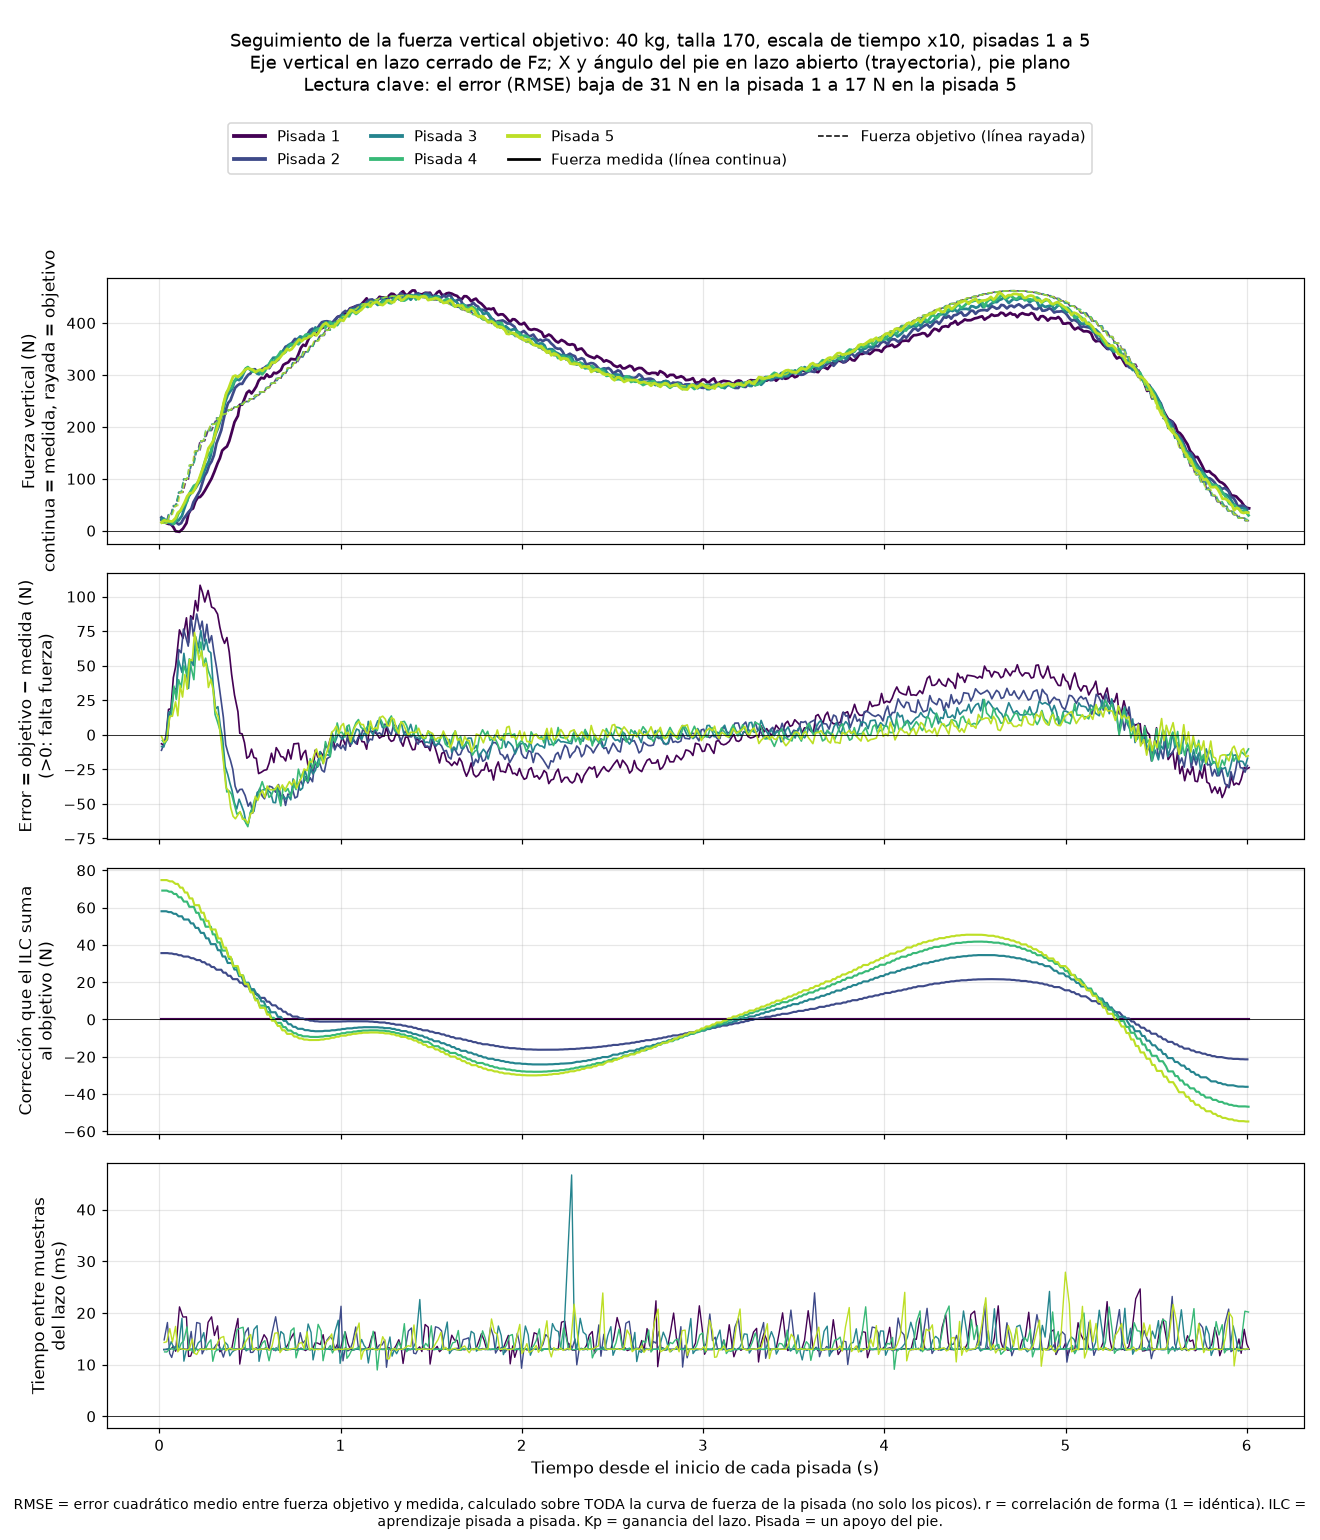 Seguimiento de la fuerza vertical objetivo: 40 kg, talla 170, escala de tiempo x10, pisadas 1 a 5
Eje vertical en lazo cerrado de Fz; X y ángulo del pie en lazo abierto (trayectoria), pie plano
Lectura clave: el error (RMSE) baja de 31 N en la pisada 1 a 17 N en la pisada 5
Pisada 1
Pisada 2
Pisada 3
Pisada 4
Pisada 5
Fuerza medida (línea continua)
Fuerza objetivo (línea rayada)
Fuerza vertical (N)
continua = medida, rayada = objetivo
400
300
200
100
0
Error = objetivo − medida (N)
(>0: falta fuerza)
100
75
50
25
0
−25
−50
−75
Corrección que el ILC suma
al objetivo (N)
80
60
40
20
0
−20
−40
−60
Tiempo entre muestras
del lazo (ms)
40
30
20
10
0
0 1 2 3 4 5 6
Tiempo desde el inicio de cada pisada (s)
RMSE = error cuadrático medio entre fuerza objetivo y medida, calculado sobre TODA la curva de fuerza de la pisada (no solo los picos). r = correlación de forma (1 = idéntica). ILC =
aprendizaje pisada a pisada. Kp = ganancia del lazo. Pisada = un apoyo del pie.